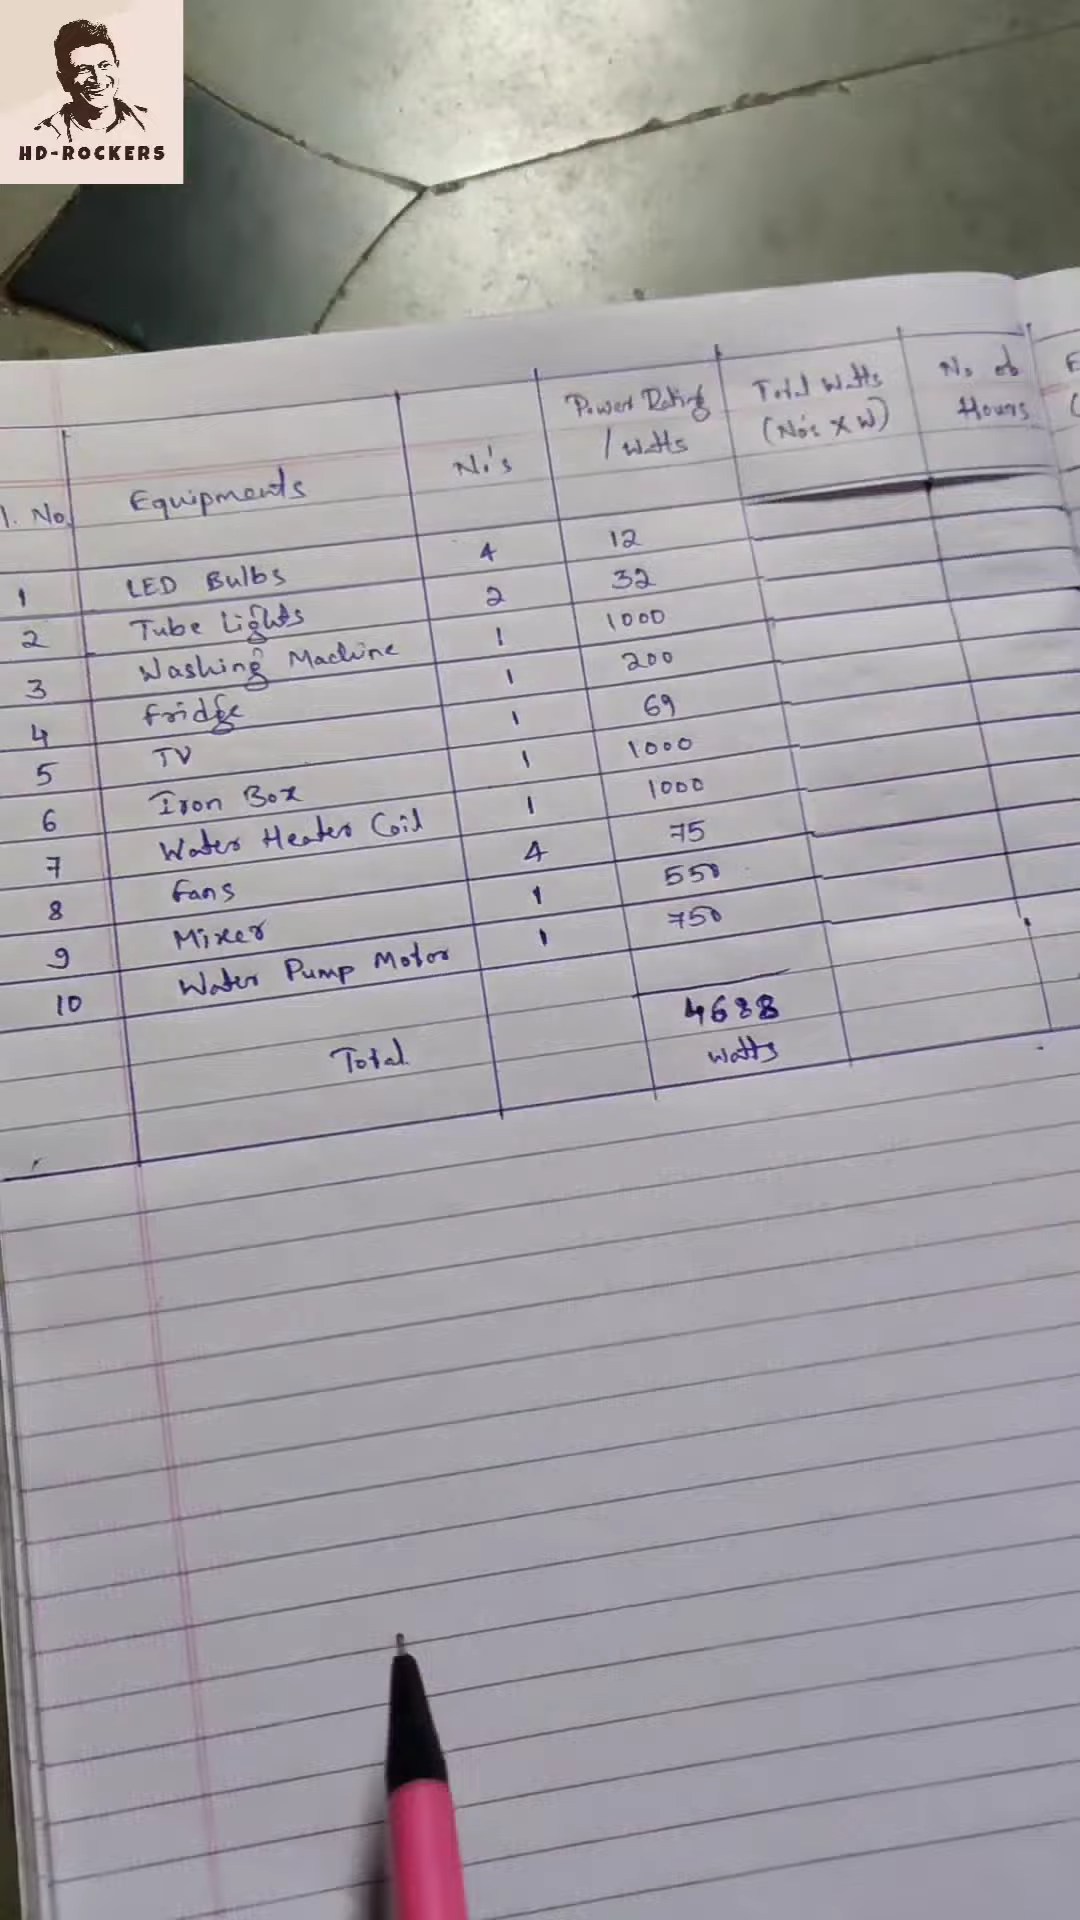 HD-ROCKERS
l. No. Equipments No's Power Rating / Watts Total Watts (No's X W) No of Hours
1 LED Bulbs 4 12
2 Tube Lights 2 32
3 Washing Machine 1 1000
4 Fridge 1 200
5 TV 1 69
6 Iron Box 1 1000
7 Water Heater Coil 1 1000
8 Fans 4 75
9 Mixer 1 550
10 Water Pump Motor 1 750
Total 4688
Watts